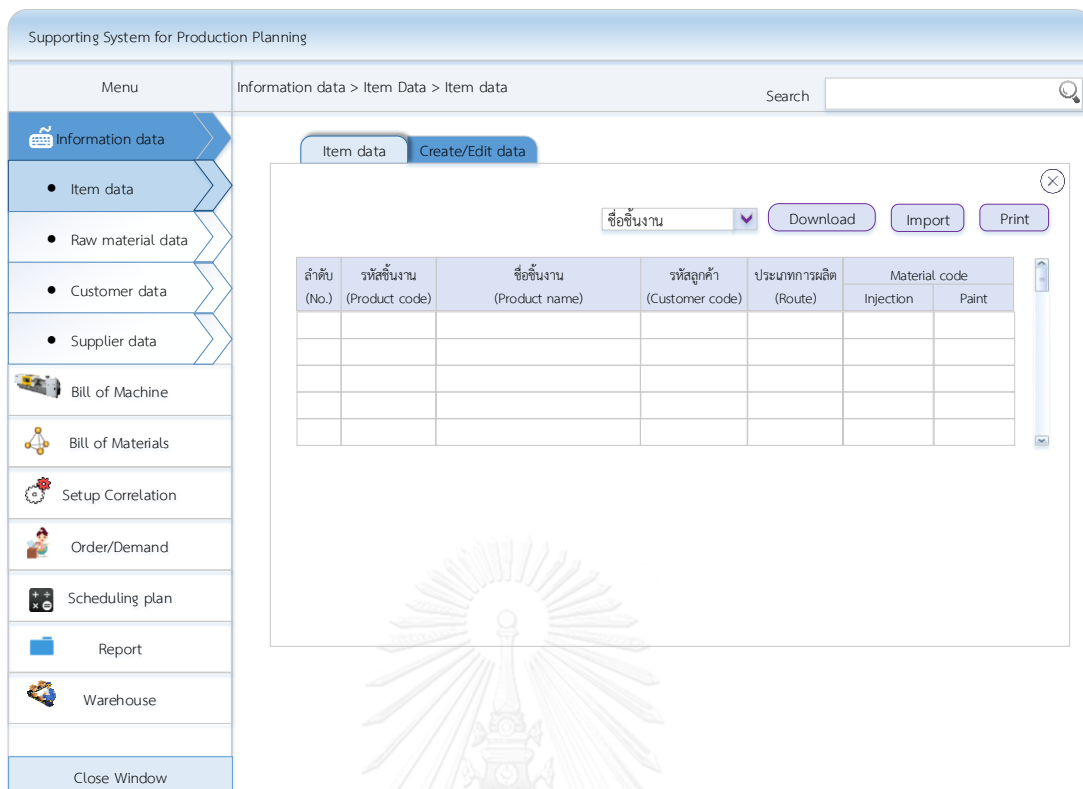 Supporting System for Production Planning
Menu
Information data > Item Data > Item data
Search
Information data
• Item data
• Raw material data
• Customer data
• Supplier data
Bill of Machine
Bill of Materials
Setup Correlation
Order/Demand
Scheduling plan
Report
Warehouse
Close Window
Item data
Create/Edit data
ชื่อชิ้นงาน
Download
Import
Print
ลำดับ รหัสชิ้นงาน ชื่อชิ้นงาน รหัสลูกค้า ประเภทการผลิต Material code
(No.) (Product code) (Product name) (Customer code) (Route) Injection Paint